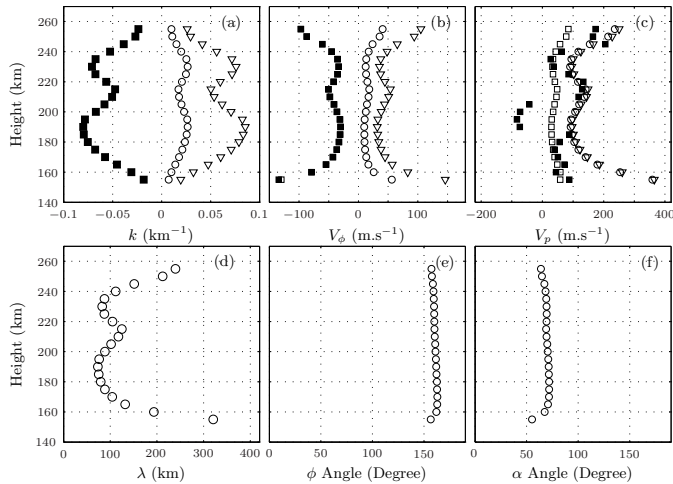 260
240
220
200
180
160
140
Height (km)
(a)
(b)
(c)
−0.1 −0.05 0 0.05 0.1
−100 0 100
−200 0 200 400
k (km−1)
Vϕ (m.s−1)
Vp (m.s−1)
260
240
220
200
180
160
140
Height (km)
(d)
(e)
(f)
0 100 200 300 400
0 50 100 150
0 50 100 150
λ (km)
ϕ Angle (Degree)
α Angle (Degree)